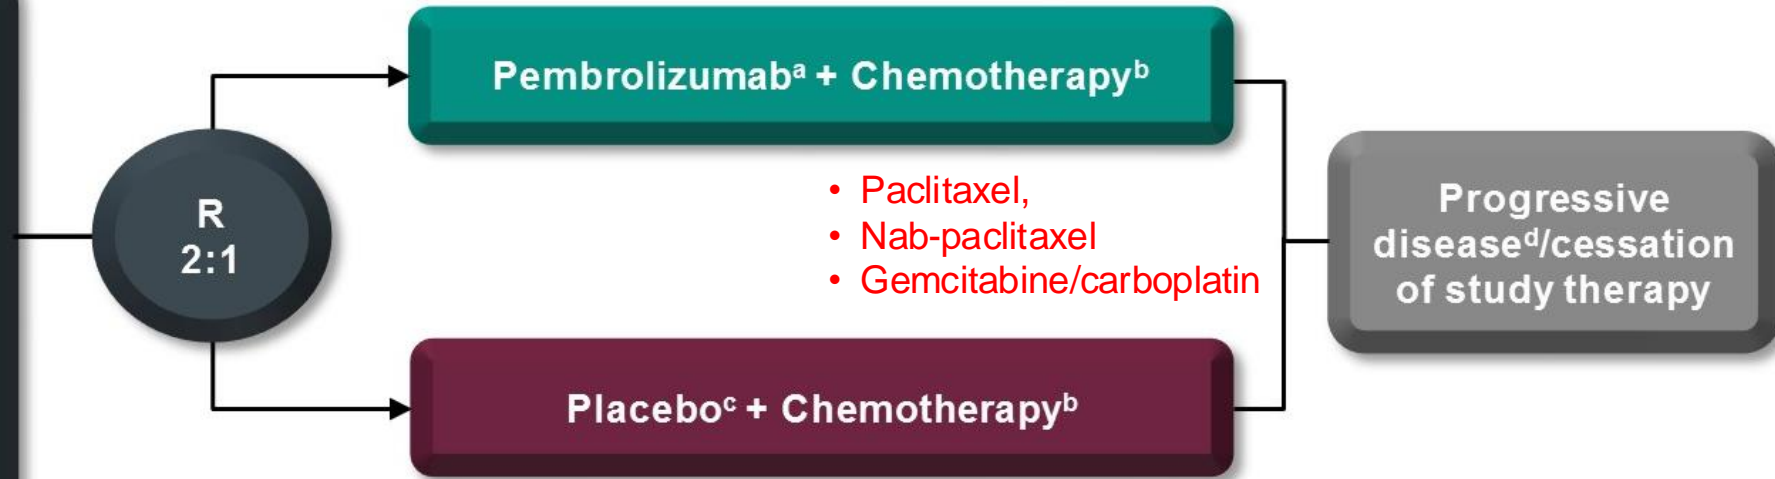 Pembrolizumabᵃ + Chemotherapyᵇ
R
2:1
• Paclitaxel,
• Nab-paclitaxel
• Gemcitabine/carboplatin
Progressive
diseaseᵈ/cessation
of study therapy
Placeboᶜ + Chemotherapyᵇ